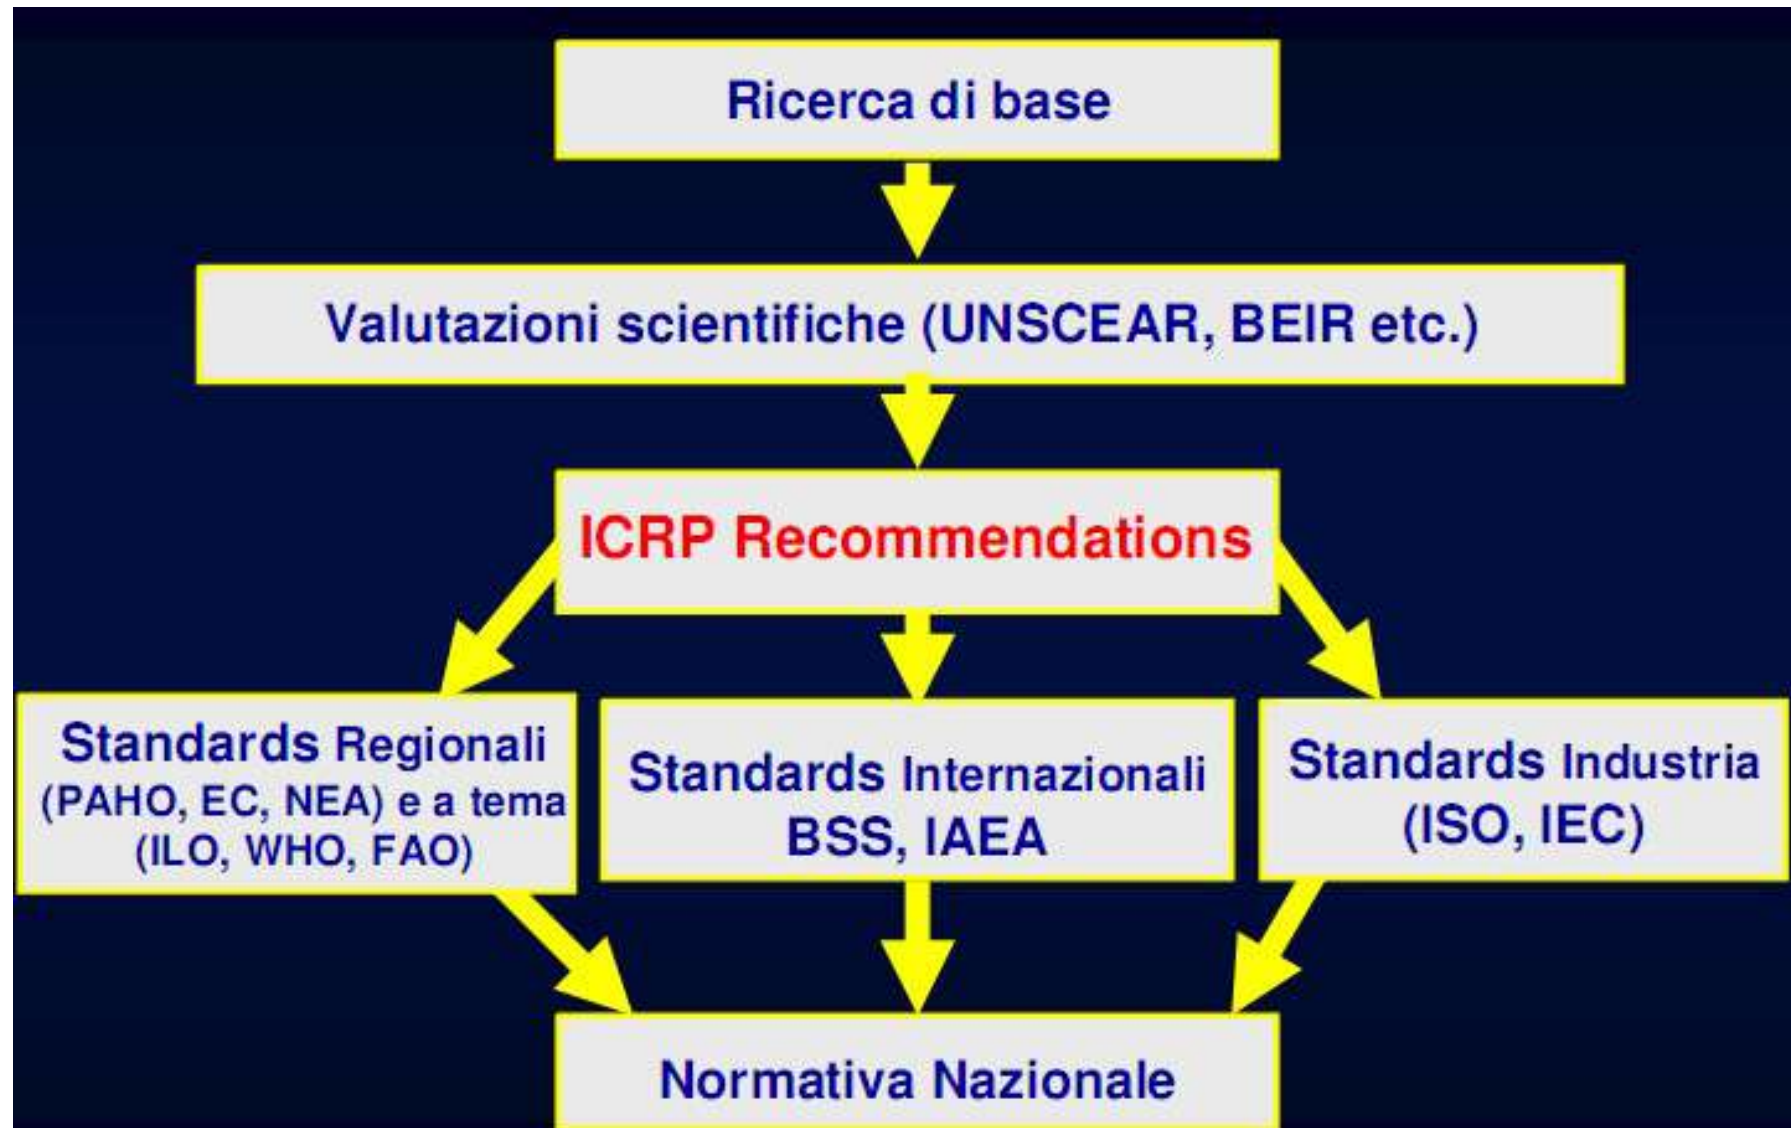 Ricerca di base
Valutazioni scientifiche (UNSCEAR, BEIR etc.)
ICRP Recommendations
Standards Regionali
(PAHO, EC, NEA) e a tema
(ILO, WHO, FAO)
Standards Internazionali
BSS, IAEA
Standards Industria
(ISO, IEC)
Normativa Nazionale